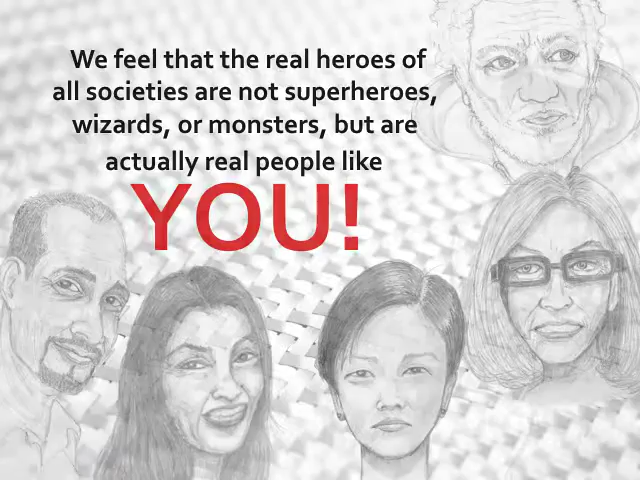 We feel that the real heroes of
all societies are not superheroes,
wizards, or monsters, but are
actually real people like
YOU!